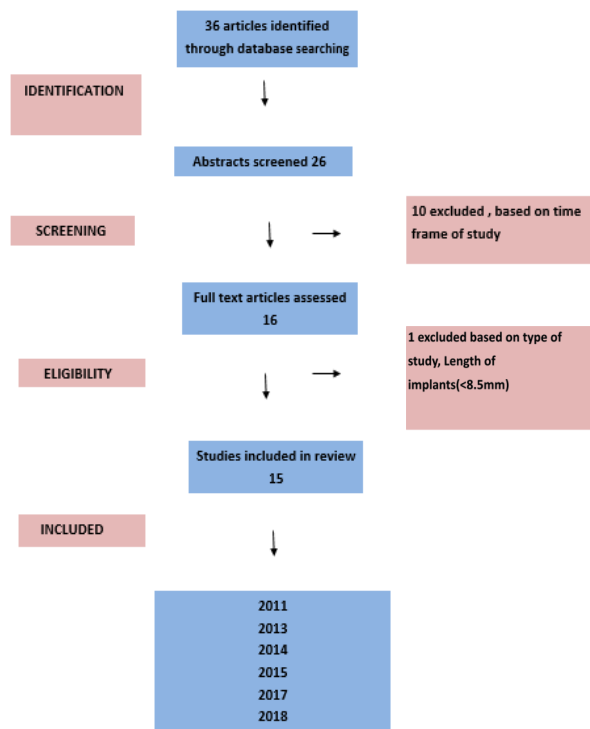 36 articles identified
through database searching
IDENTIFICATION
Abstracts screened 26
10 excluded , based on time
frame of study
SCREENING
Full text articles assessed
16
1 excluded based on type of
study, Length of
implants(<8.5mm)
ELIGIBILITY
Studies included in review
15
INCLUDED
2011
2013
2014
2015
2017
2018